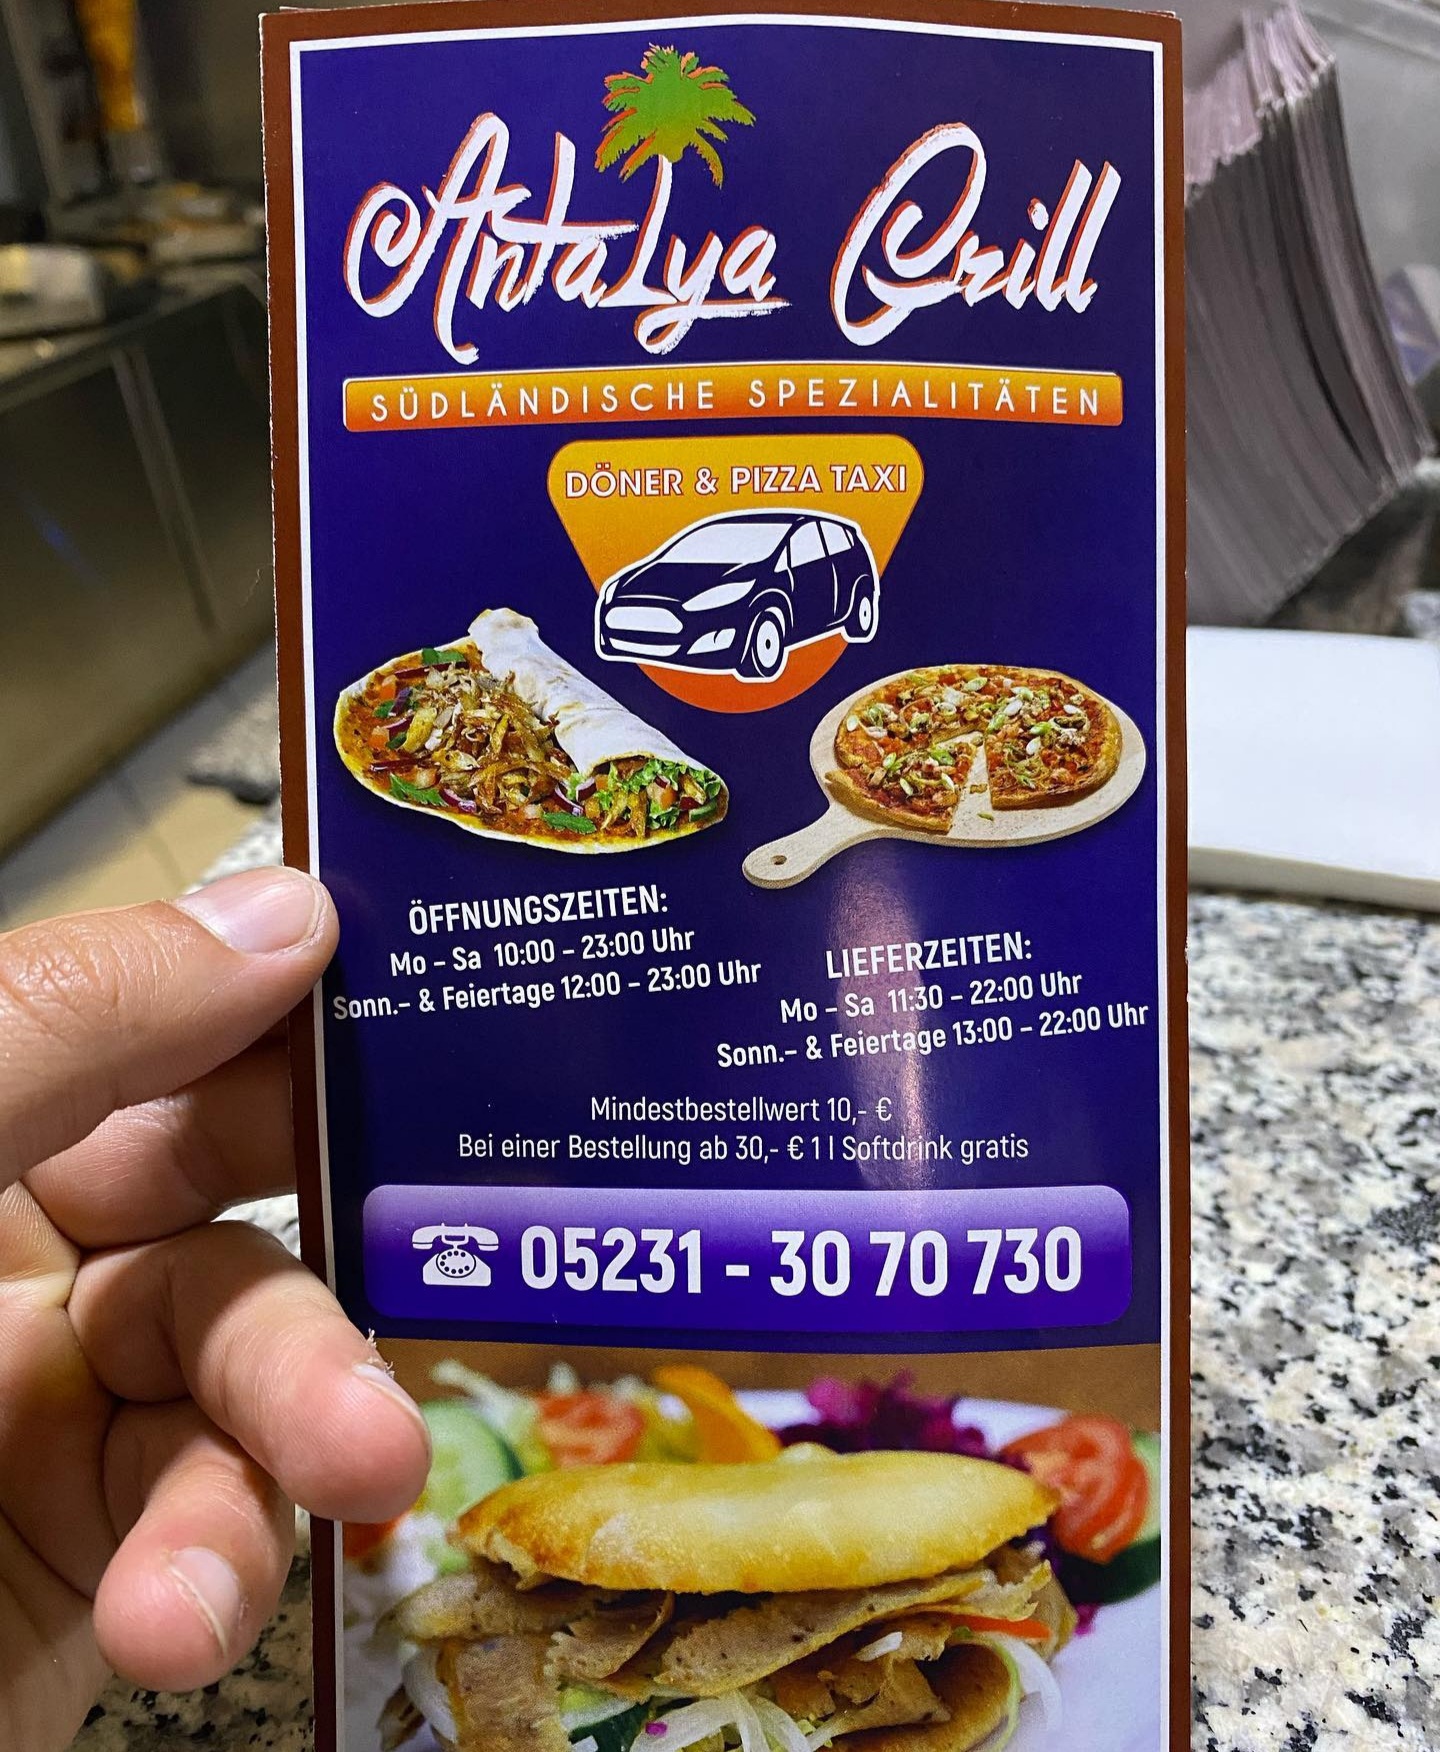 Antalya Grill
SÜDLÄNDISCHE SPEZIALITÄTEN
DÖNER & PIZZA TAXI
ÖFFNUNGSZEITEN:
Mo – Sa 10:00 – 23:00 Uhr
Sonn.- & Feiertage 12:00 – 23:00 Uhr
LIEFERZEITEN:
Mo – Sa 11:30 – 22:00 Uhr
Sonn.- & Feiertage 13:00 – 22:00 Uhr
Mindestbestellwert 10,- €
Bei einer Bestellung ab 30,- € 1 l Softdrink gratis
05231 - 30 70 730